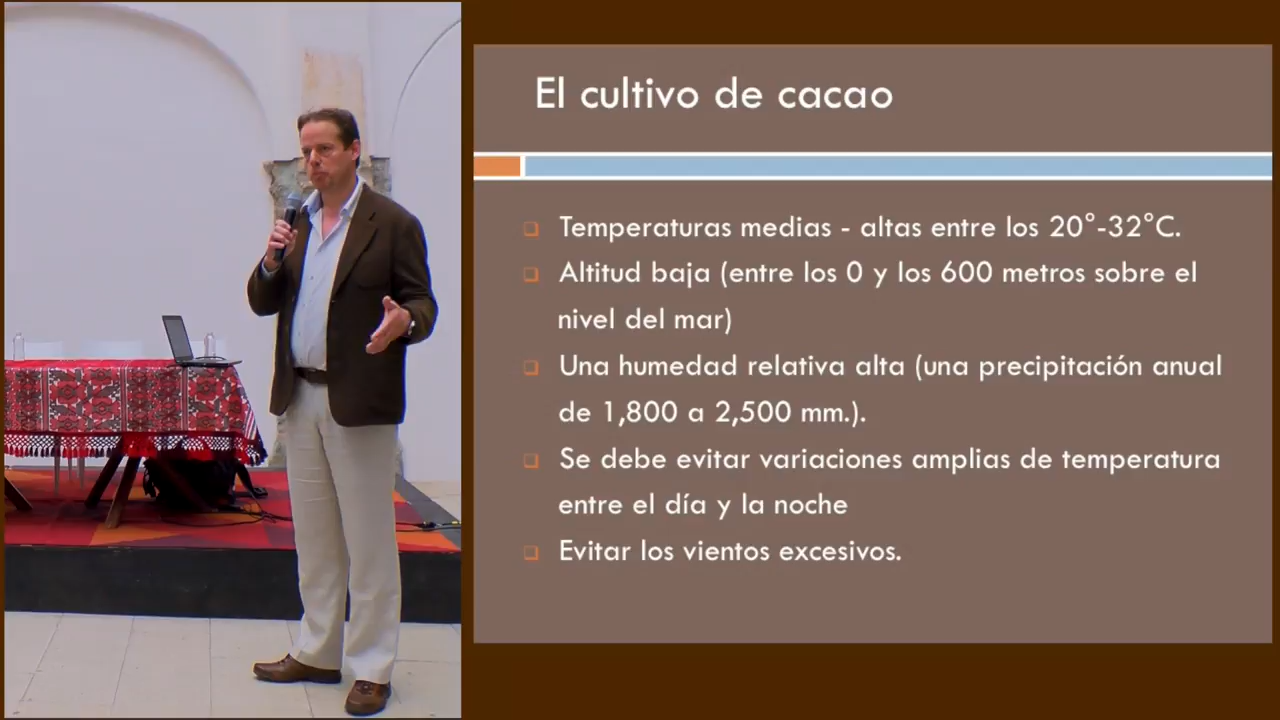 El cultivo de cacao
Temperaturas medias - altas entre los 20°-32°C.
Altitud baja (entre los 0 y los 600 metros sobre el
nivel del mar)
Una humedad relativa alta (una precipitación anual
de 1,800 a 2,500 mm.).
Se debe evitar variaciones amplias de temperatura
entre el día y la noche
Evitar los vientos excesivos.